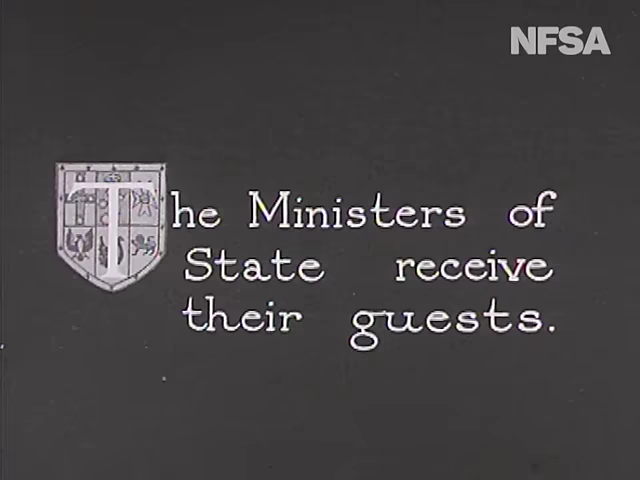 NFSA
The Ministers of
State receive
their guests.